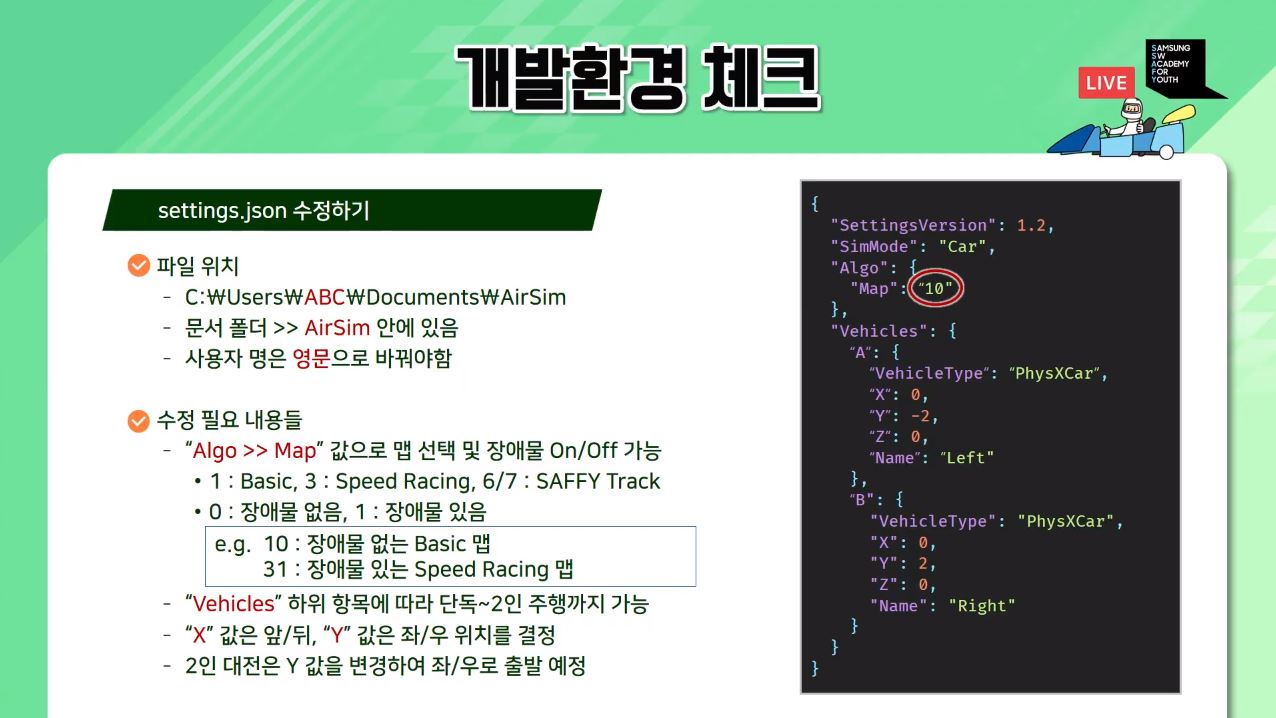 개발환경 체크
LIVE
SAMSUNG
SW
ACADEMY
FOR
YOUTH
settings.json 수정하기
파일 위치
- C:₩Users₩ABC₩Documents₩AirSim
- 문서 폴더 >> AirSim 안에 있음
- 사용자 명은 영문으로 바꿔야함
수정 필요 내용들
- “Algo >> Map” 값으로 맵 선택 및 장애물 On/Off 가능
• 1 : Basic, 3 : Speed Racing, 6/7 : SAFFY Track
• 0 : 장애물 없음, 1 : 장애물 있음
e.g. 10 : 장애물 없는 Basic 맵
31 : 장애물 있는 Speed Racing 맵
- “Vehicles” 하위 항목에 따라 단독~2인 주행까지 가능
- “X” 값은 앞/뒤, “Y” 값은 좌/우 위치를 결정
- 2인 대전은 Y 값을 변경하여 좌/우로 출발 예정
{
"SettingsVersion": 1.2,
"SimMode": "Car",
"Algo": {
"Map": “10"
},
"Vehicles": {
“A”: {
“VehicleType”: “PhysXCar”,
“X”: 0,
“Y”: -2,
“Z”: 0,
“Name”: “Left"
},
“B": {
"VehicleType": "PhysXCar",
"X": 0,
"Y": 2,
"Z": 0,
"Name": "Right"
}
}
}